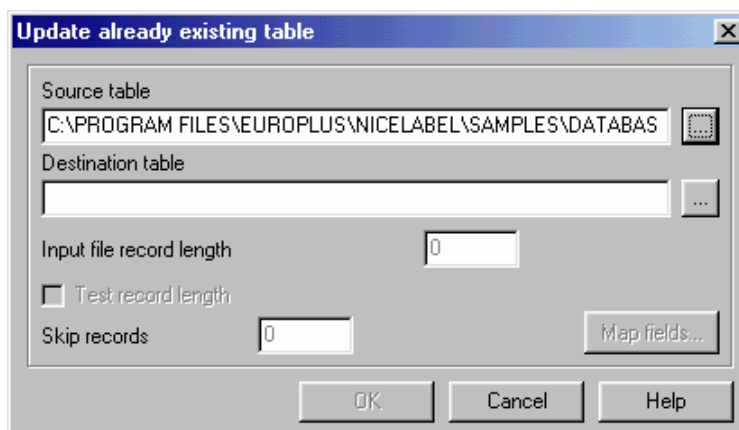 Update already existing table
Source table
C:\PROGRAM FILES\EUROPLUS\NICELABEL\SAMPLES\DATABAS
...
Destination table
...
Input file record length
0
Test record length
Skip records
0
Map fields...
OK
Cancel
Help